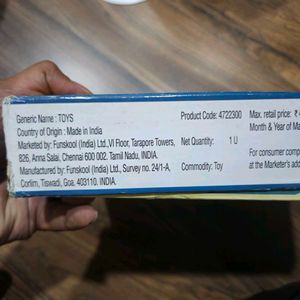 Generic Name : TOYS
Country of Origin : Made in India
Marketed by: Funskool (India) Ltd.,VI Floor, Tarapore Towers,
826, Anna Salai, Chennai 600 002. Tamil Nadu, INDIA.
Manufactured by: Funskool (India) Ltd., Survey no. 24/1-A,
Corlim, Tiswadi, Goa. 403110. INDIA.
Product Code: 4722300
Net Quantity: 1 U
Commodity: Toy
Max. retail price: ₹
Month & Year of Ma
For consumer comp
at the Marketer's add